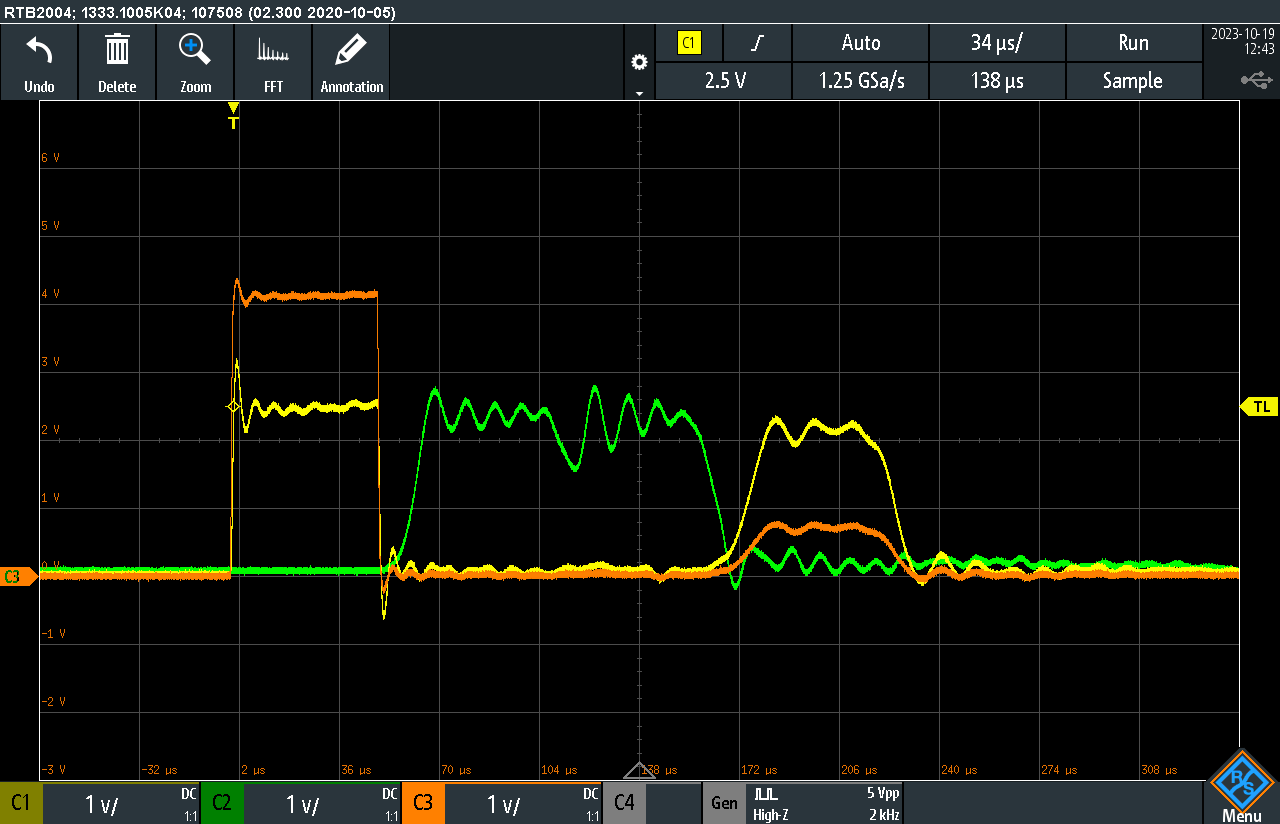 RTB2004; 1333.1005K04; 107508 (02.300 2020-10-05)
Undo
Delete
Zoom
FFT
Annotation
C1
Auto
34 µs/
Run
2.5 V
1.25 GSa/s
138 µs
Sample
2023-10-19
12:43
T
6 V
5 V
4 V
3 V
2 V
1 V
0 V
-1 V
-2 V
-3 V
C3
TL
-32 µs
2 µs
36 µs
70 µs
104 µs
138 µs
172 µs
206 µs
240 µs
274 µs
308 µs
C1
1 V/
DC
1:1
C2
1 V/
DC
1:1
C3
1 V/
DC
1:1
C4
Gen
High-Z
5 Vpp
2 kHz
R S
Menu